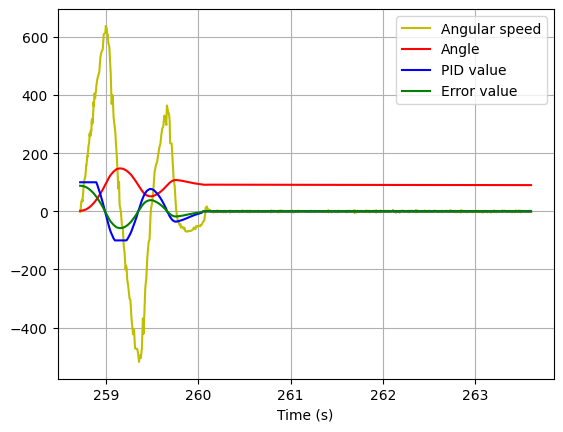 Angular speed
Angle
PID value
Error value
600
400
200
0
−200
−400
259
260
261
262
263
Time (s)